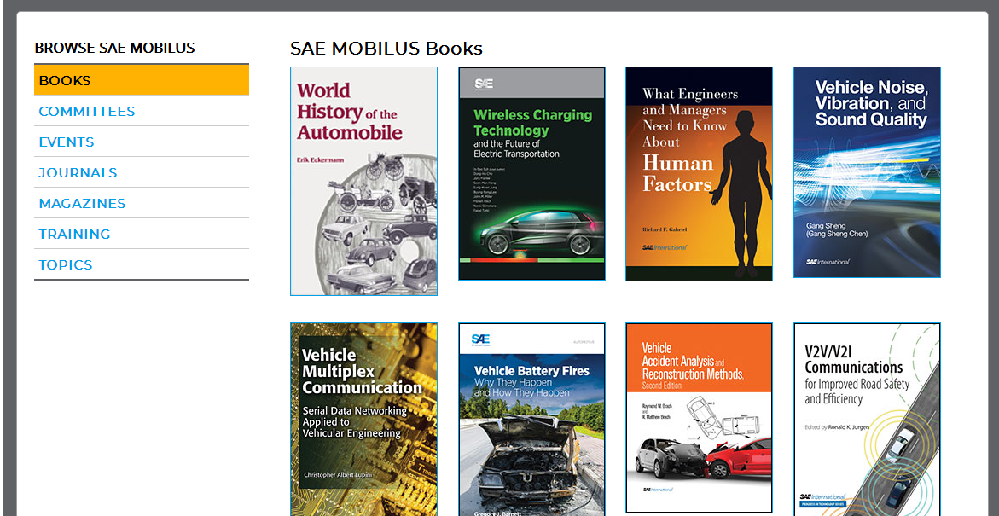 BROWSE SAE MOBILUS
BOOKS
COMMITTEES
EVENTS
JOURNALS
MAGAZINES
TRAINING
TOPICS
SAE MOBILUS Books
World
History of the
Automobile
Erik Eckermann
SAE
Wireless Charging
Technology
and the Future of
Electric Transportation
What Engineers
and Managers
Need to Know
About
Human
Factors
Richard F. Gabriel
SAE International
Vehicle Noise,
Vibration, and
Sound Quality
Gang Sheng
(Gang Sheng Chen)
SAE International
Vehicle
Multiplex
Communication
Serial Data Networking
Applied to
Vehicular Engineering
Christopher Albert Lupini
SAE
INTERNATIONAL
AUTOMOTIVE
Vehicle Battery Fires
Why They Happen
and How They Happen
Gregory J. Barnett
Vehicle
Accident Analysis and
Reconstruction Methods,
Second Edition
Raymond M. Brach
and
R. Matthew Brach
SAE International
V2V/V2I
Communications
for Improved Road Safety
and Efficiency
Edited by Ronald K. Jurgen
SAE International
PROGRESS IN TECHNOLOGY SERIES